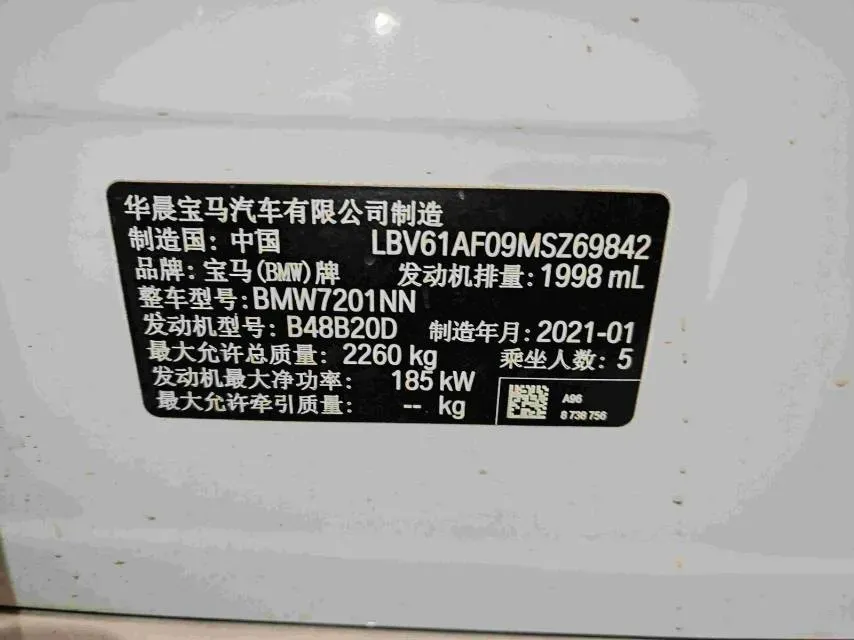 华晨宝马汽车有限公司制造
制造国: 中国 LBV61AF09MSZ69842
品牌: 宝马(BMW)牌 发动机排量: 1998 mL
整车型号: BMW7201NN
发动机型号: B48B20D 制造年月: 2021-01
最大允许总质量: 2260 kg 乘坐人数: 5
发动机最大净功率: 185 kW
最大允许牵引质量: -- kg
A96
8 738 756